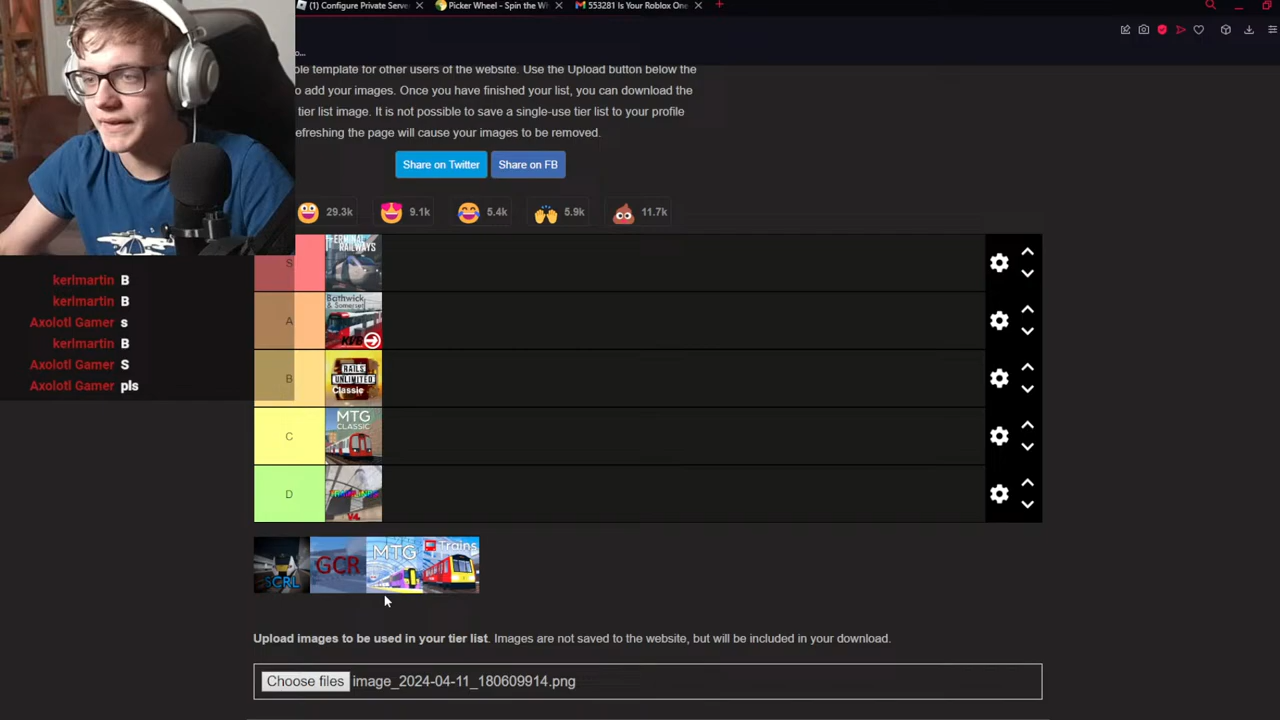 (1) Configure Private Serve
Picker Wheel - Spin the W
553281 Is Your Roblox One
ble template for other users of the website. Use the Upload button below the
o add your images. Once you have finished your list, you can download the
tier list image. It is not possible to save a single-use tier list to your profile
efreshing the page will cause your images to be removed.
Share on Twitter
Share on FB
29.3k
9.1k
5.4k
5.9k
11.7k
S
ERMINAL
RAILWAYS
A
Bathwick
& Somerset
KVB
B
RAILS
UNLIMITED
Classic
C
MTG
CLASSIC
D
V4
SCRL
GCR
MTG
Trains
kerlmartin B
kerlmartin B
Axolotl Gamer s
kerlmartin B
Axolotl Gamer S
Axolotl Gamer pls
Upload images to be used in your tier list. Images are not saved to the website, but will be included in your download.
Choose files image_2024-04-11_180609914.png